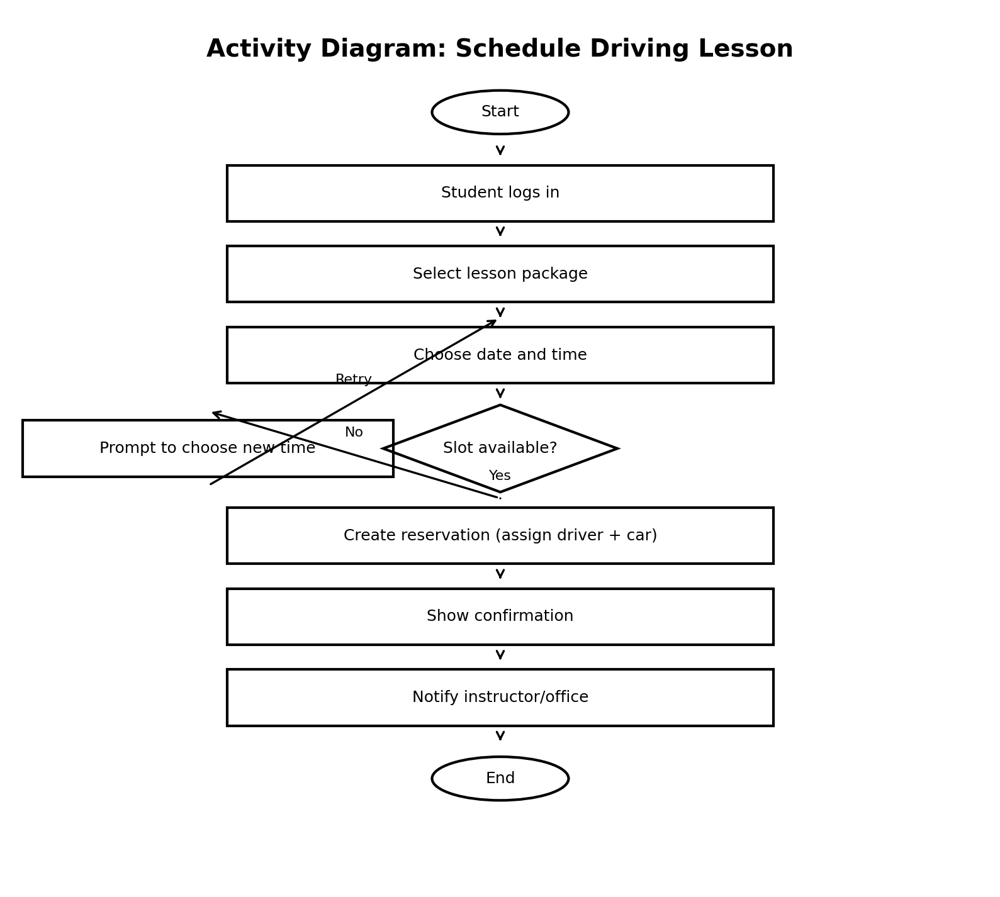 Activity Diagram: Schedule Driving Lesson
Start
Student logs in
Select lesson package
Choose date and time
Retry
No
Prompt to choose new time
Slot available?
Yes
Create reservation (assign driver + car)
Show confirmation
Notify instructor/office
End